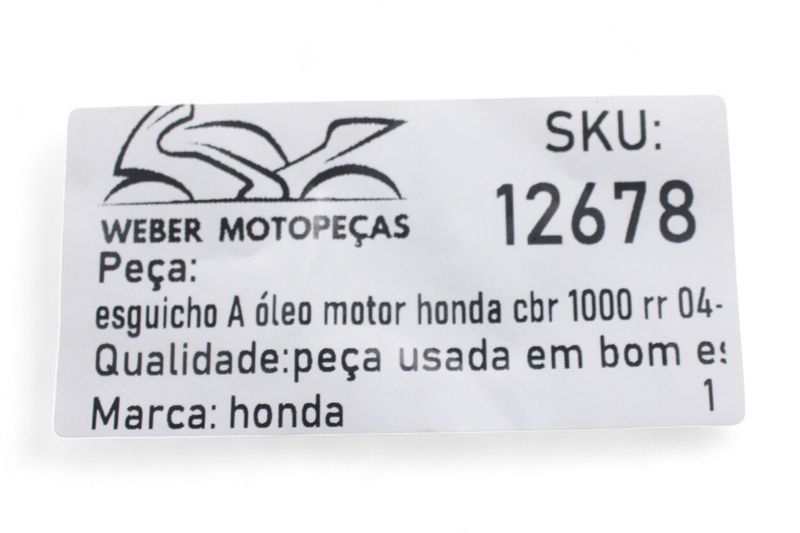 WEBER MOTOPEÇAS
SKU:
12678
Peça:
esguicho A óleo motor honda cbr 1000 rr 04-
Qualidade:peça usada em bom es
Marca: honda
1